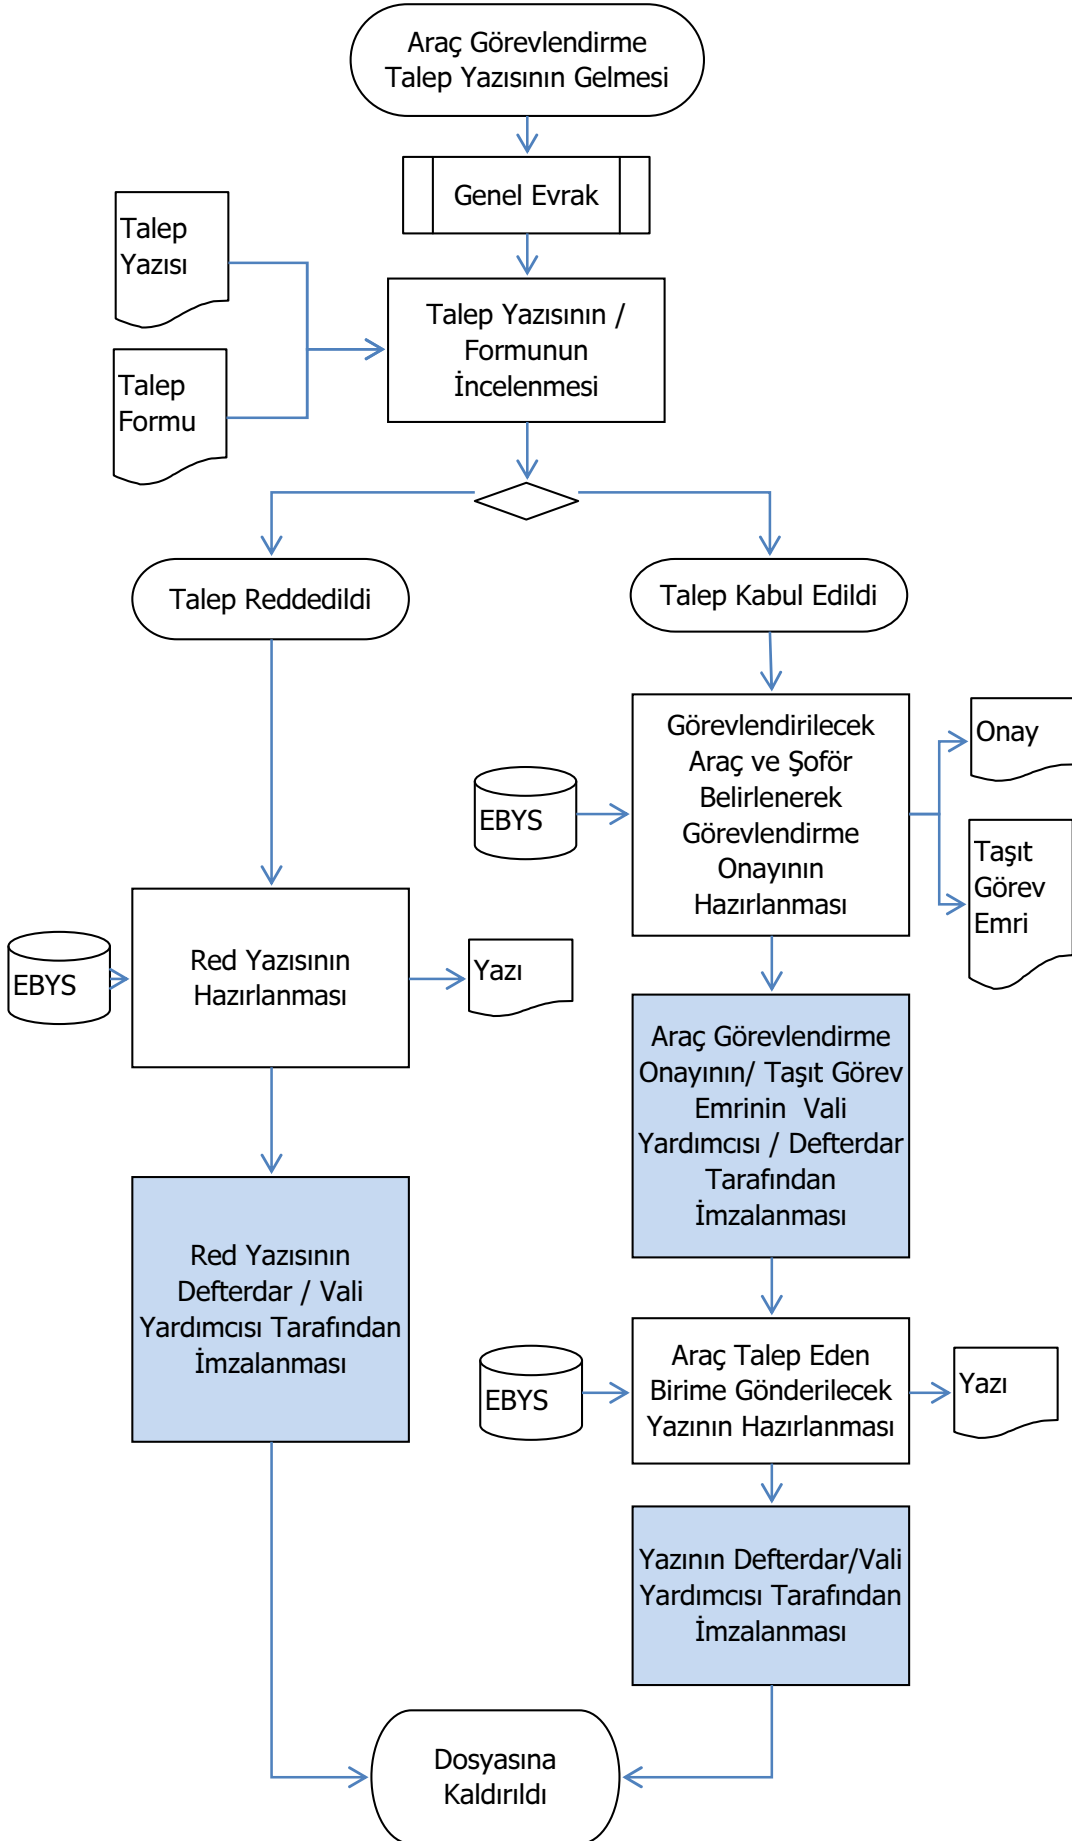 Araç Görevlendirme
Talep Yazısının Gelmesi
Genel Evrak
Talep
Yazısı
Talep Yazısının /
Formunun
İncelenmesi
Talep
Formu
Talep Reddedildi
Talep Kabul Edildi
Görevlendirilecek
Araç ve Şoför
Belirlenerek
Görevlendirme
Onayının
Hazırlanması
EBYS
Onay
Taşıt
Görev
Emri
EBYS
Red Yazısının
Hazırlanması
Yazı
Araç Görevlendirme
Onayının/ Taşıt Görev
Emrinin  Vali
Yardımcısı / Defterdar
Tarafından
İmzalanması
Red Yazısının
Defterdar / Vali
Yardımcısı Tarafından
İmzalanması
EBYS
Araç Talep Eden
Birime Gönderilecek
Yazının Hazırlanması
Yazı
Yazının Defterdar/Vali
Yardımcısı Tarafından
İmzalanması
Dosyasına
Kaldırıldı